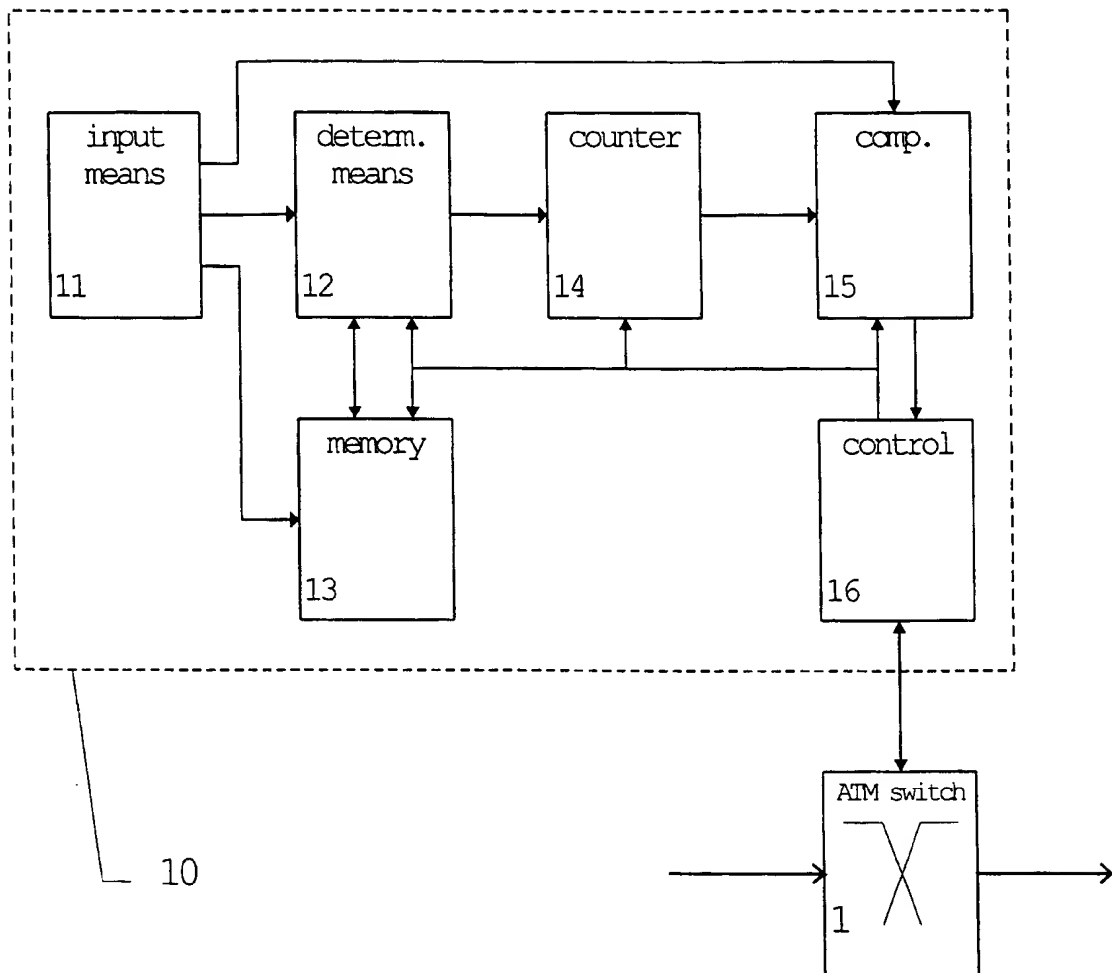 input
means
11
determ.
means
12
counter
14
comp.
15
memory
13
control
16
ATM switch
1
10